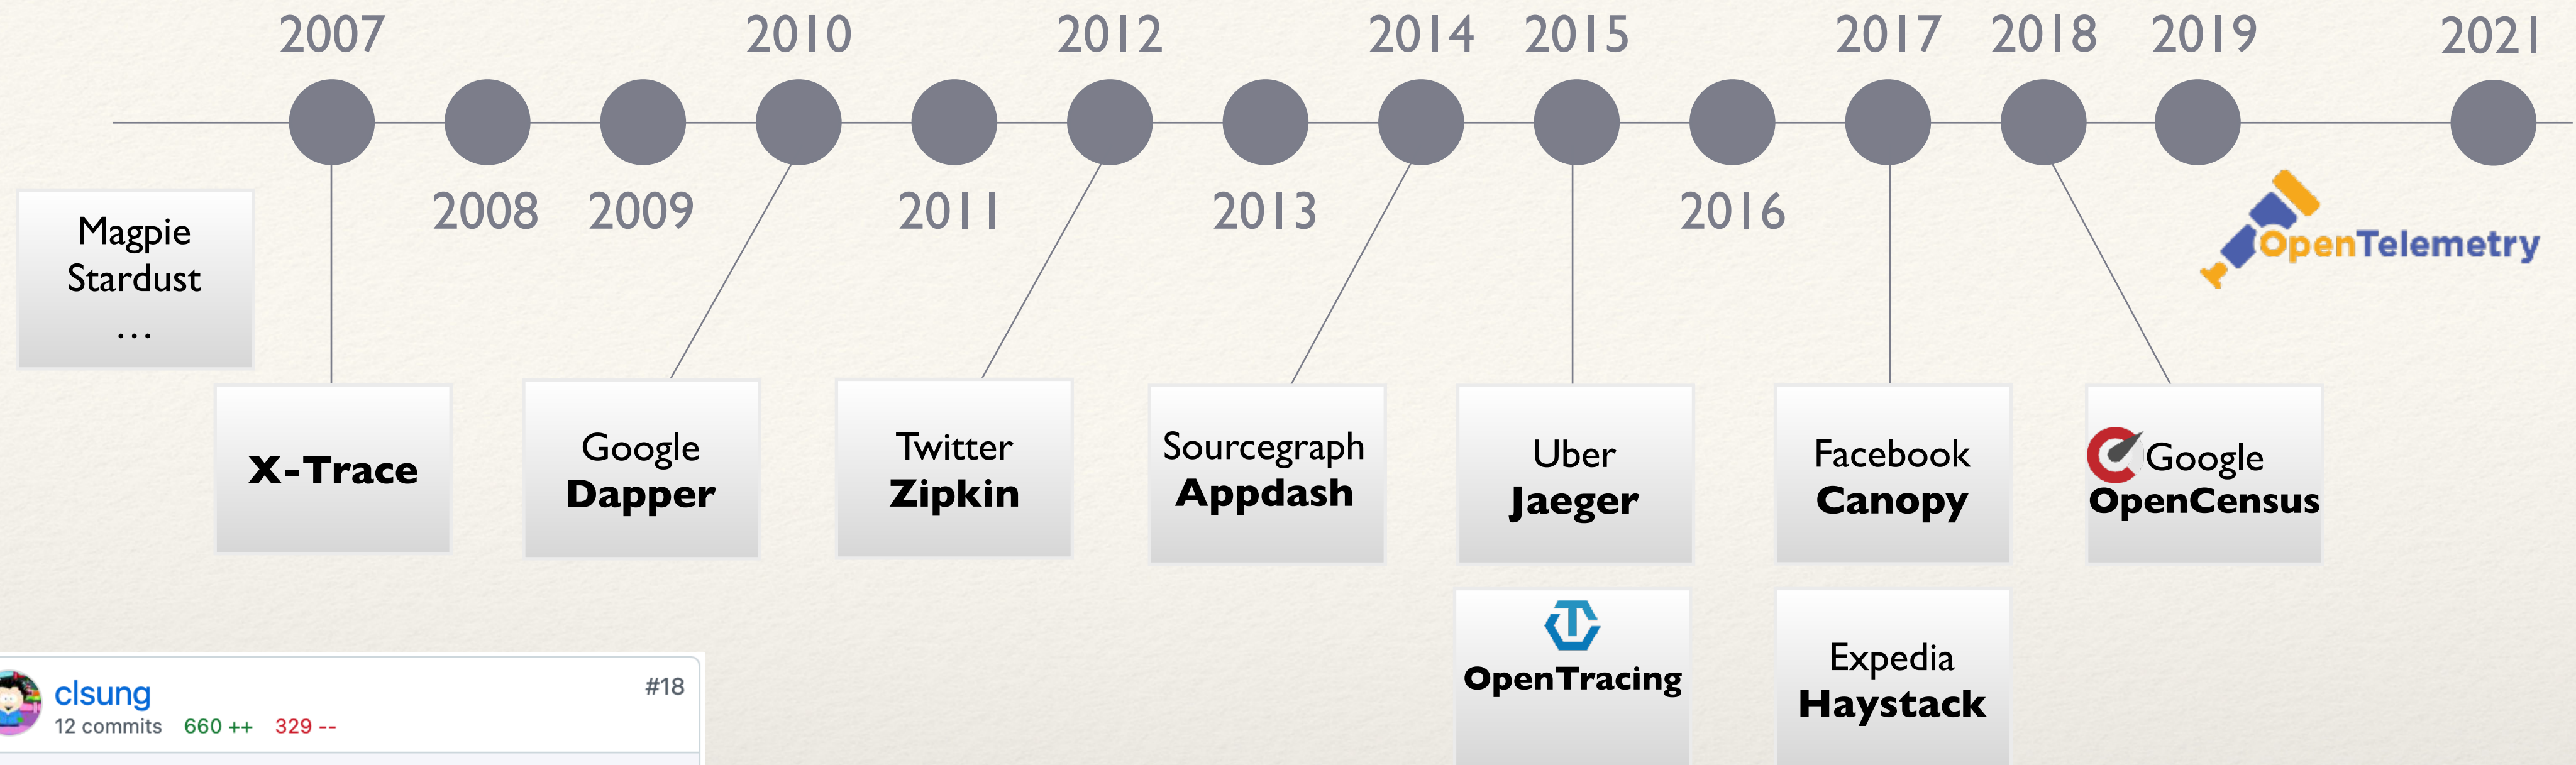 2007
2010
2012
2014
2015
2017
2018
2019
2021
2008
2009
2011
2013
2016
Magpie
Stardust
...
OpenTelemetry
X-Trace
Google
Dapper
Twitter
Zipkin
Sourcegraph
Appdash
Uber
Jaeger
Facebook
Canopy
Google
OpenCensus
OpenTracing
Expedia
Haystack
clsung
#18
12 commits 660 ++ 329 --